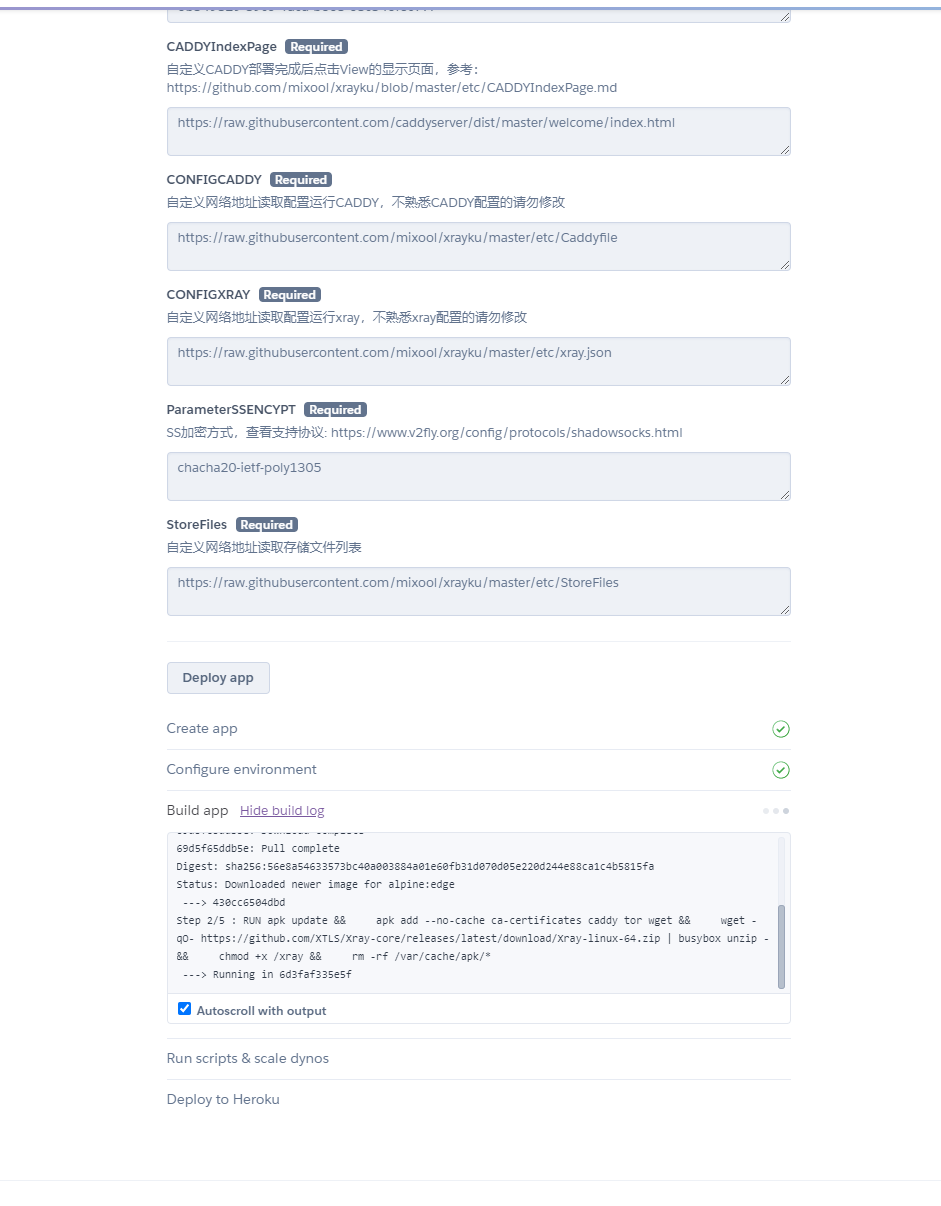 CADDYIndexPage Required
自定义CADDY部署完成后点击View的显示页面，参考：
https://github.com/mixool/xrayku/blob/master/etc/CADDYIndexPage.md
https://raw.githubusercontent.com/caddyserver/dist/master/welcome/index.html
CONFIGCADDY Required
自定义网络地址读取配置运行CADDY，不熟悉CADDY配置的请勿修改
https://raw.githubusercontent.com/mixool/xrayku/master/etc/Caddyfile
CONFIGXRAY Required
自定义网络地址读取配置运行xray，不熟悉xray配置的请勿修改
https://raw.githubusercontent.com/mixool/xrayku/master/etc/xray.json
ParameterSSENCYPT Required
SS加密方式，查看支持协议: https://www.v2fly.org/config/protocols/shadowsocks.html
chacha20-ietf-poly1305
StoreFiles Required
自定义网络地址读取存储文件列表
https://raw.githubusercontent.com/mixool/xrayku/master/etc/StoreFiles
Deploy app
Create app
Configure environment
Build app Hide build log
69d5f65ddb5e: Pull complete
Digest: sha256:56e8a54633573bc40a003884a01e60fb31d070d05e220d244e88ca1c4b5815fa
Status: Downloaded newer image for alpine:edge
---> 430cc6504dbd
Step 2/5 : RUN apk update && apk add --no-cache ca-certificates caddy tor wget && wget -
qO- https://github.com/XTLS/Xray-core/releases/latest/download/Xray-linux-64.zip | busybox unzip -
&& chmod +x /xray && rm -rf /var/cache/apk/*
---> Running in 6d3faf335e5f
Autoscroll with output
Run scripts & scale dynos
Deploy to Heroku